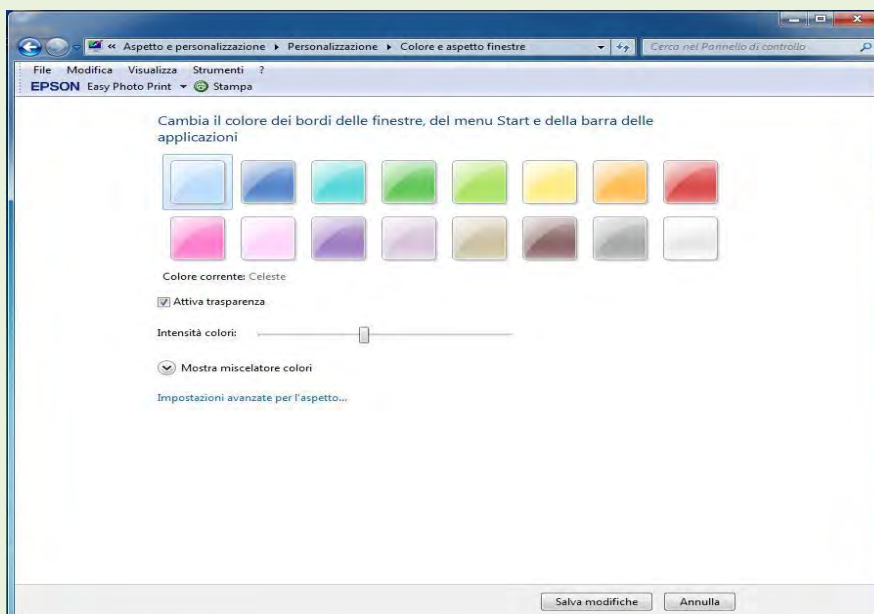 « Aspetto e personalizzazione ▸ Personalizzazione ▸ Colore e aspetto finestre
Cerca nel Pannello di controllo
File Modifica Visualizza Strumenti ?
EPSON Easy Photo Print Stampa
Cambia il colore dei bordi delle finestre, del menu Start e della barra delle
applicazioni
Colore corrente: Celeste
Attiva trasparenza
Intensità colori:
Mostra miscelatore colori
Impostazioni avanzate per l'aspetto...
Salva modifiche Annulla